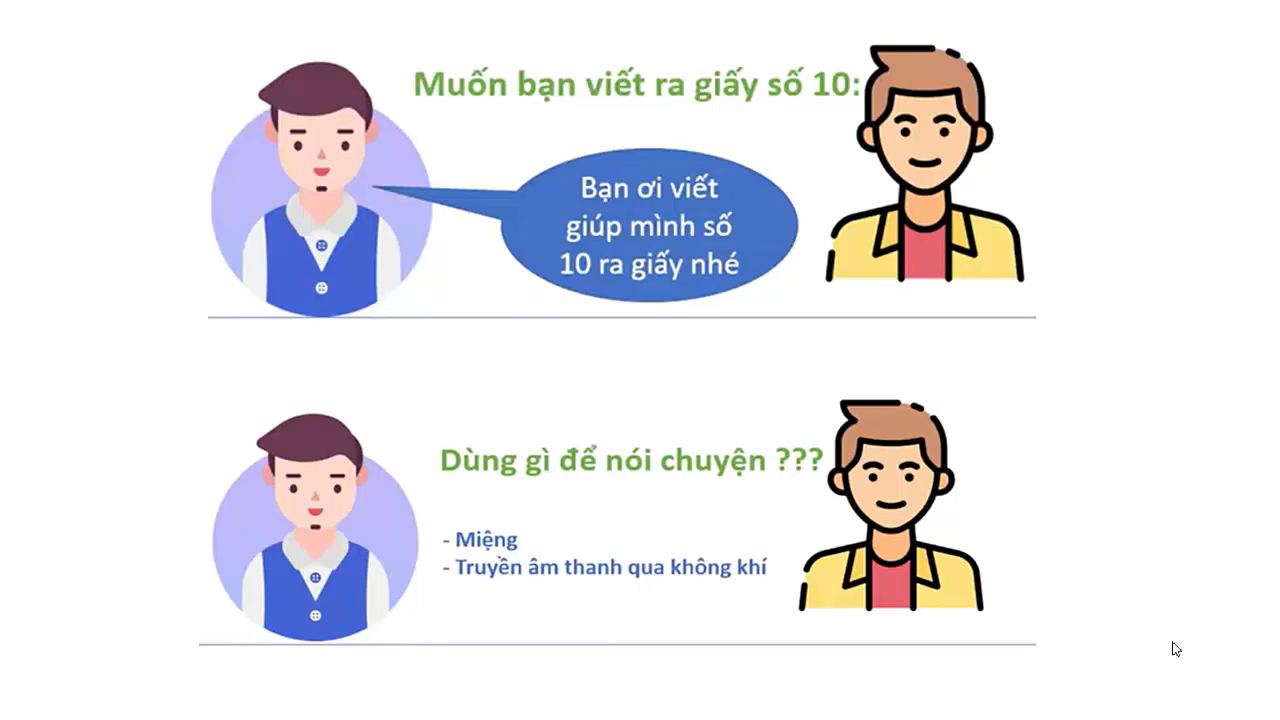 Muốn bạn viết ra giấy số 10:
Bạn ơi viết
giúp mình số
10 ra giấy nhé
Dùng gì để nói chuyện ???
- Miệng
- Truyền âm thanh qua không khí